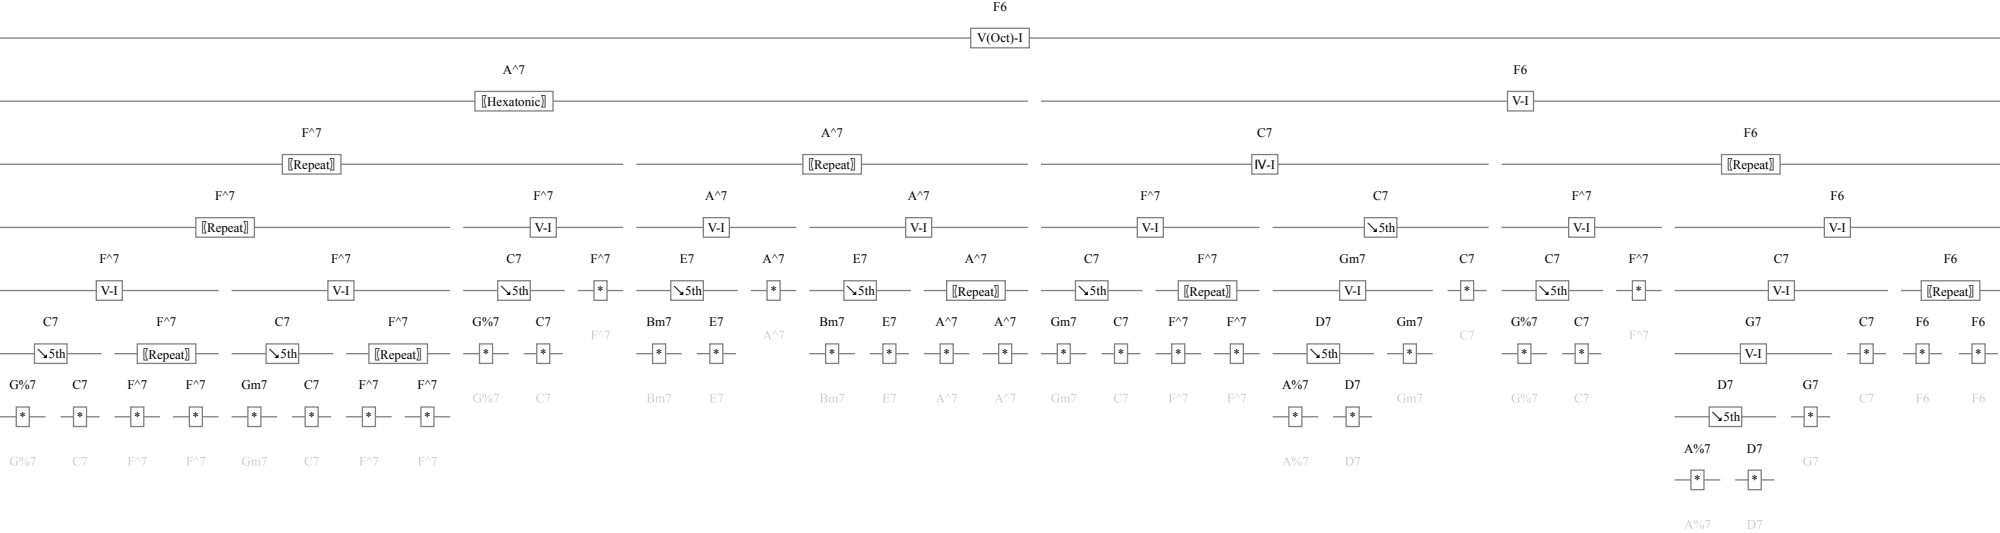 F6
V(Oct)-I
A^7 F6
〚Hexatonic〛 V-I
F^7 A^7 C7 F6
〚Repeat〛 〚Repeat〛 Ⅳ-I 〚Repeat〛
F^7 F^7 A^7 A^7 F^7 C7 F^7 F6
〚Repeat〛 V-I V-I V-I V-I ↘5th V-I V-I
F^7 F^7 C7 F^7 E7 A^7 E7 A^7 C7 F^7 Gm7 C7 C7 F^7 C7 F6
V-I V-I ↘5th * ↘5th * ↘5th 〚Repeat〛 ↘5th 〚Repeat〛 V-I * ↘5th * V-I 〚Repeat〛
C7 F^7 C7 F^7 G%7 C7 F^7 Bm7 E7 A^7 Bm7 E7 A^7 A^7 Gm7 C7 F^7 F^7 D7 Gm7 C7 G%7 C7 F^7 G7 C7 F6 F6
↘5th 〚Repeat〛 ↘5th 〚Repeat〛 * * * * * * * * * * * * ↘5th * * * V-I * * *
G%7 C7 F^7 F^7 Gm7 C7 F^7 F^7 G%7 C7 Bm7 E7 Bm7 E7 A^7 A^7 Gm7 C7 F^7 F^7 A%7 D7 Gm7 G%7 C7 D7 G7 C7 F6 F6
* * * * * * * * * * ↘5th *
G%7 C7 F^7 F^7 Gm7 C7 F^7 F^7 A%7 D7 A%7 D7 G7
* *
A%7 D7